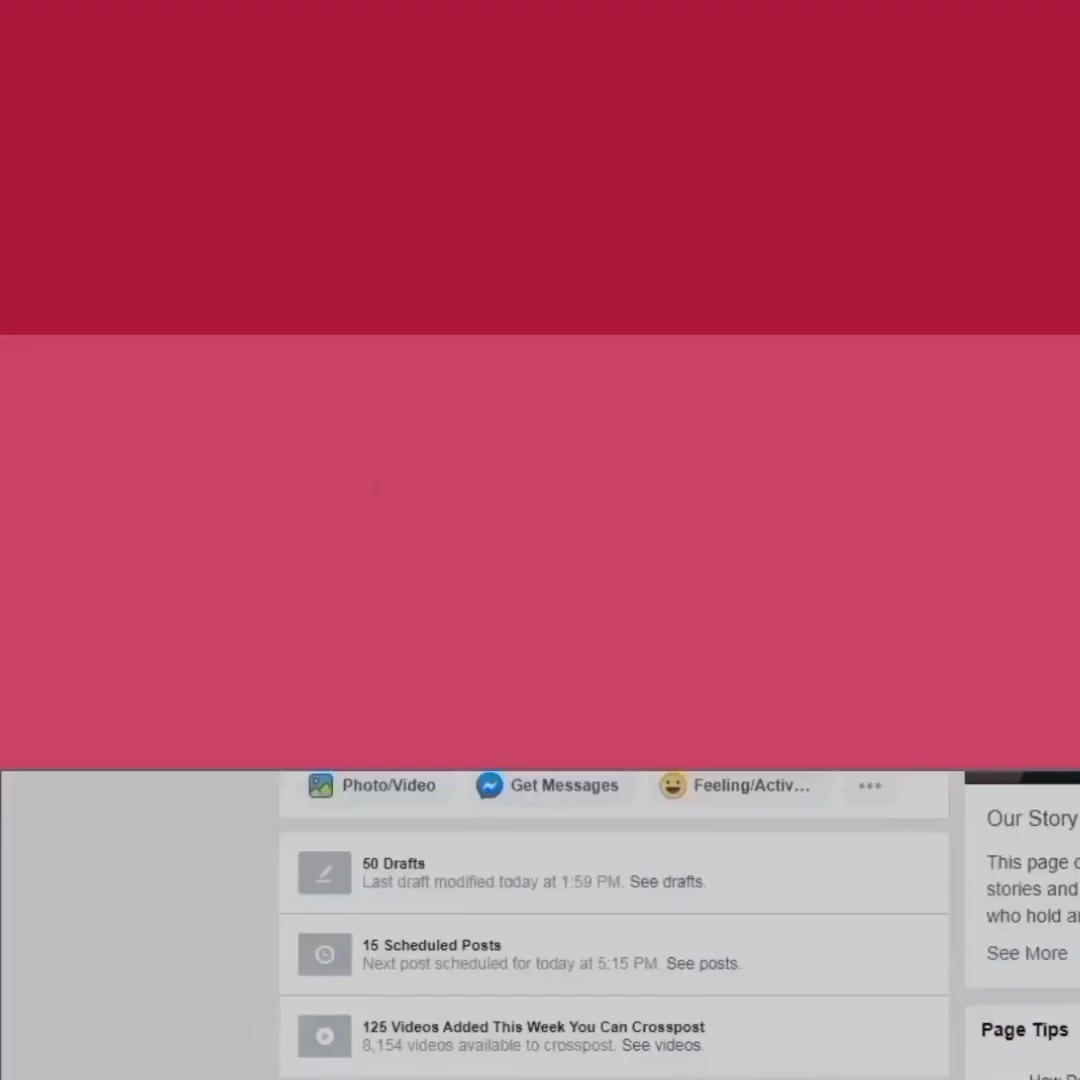 Photo/Video Get Messages Feeling/Activ... •••
50 Drafts
Last draft modified today at 1:59 PM. See drafts.
15 Scheduled Posts
Next post scheduled for today at 5:15 PM. See posts.
125 Videos Added This Week You Can Crosspost
8,154 videos available to crosspost. See videos.
Our Story
This page
stories and
who hold
See More
Page Tips